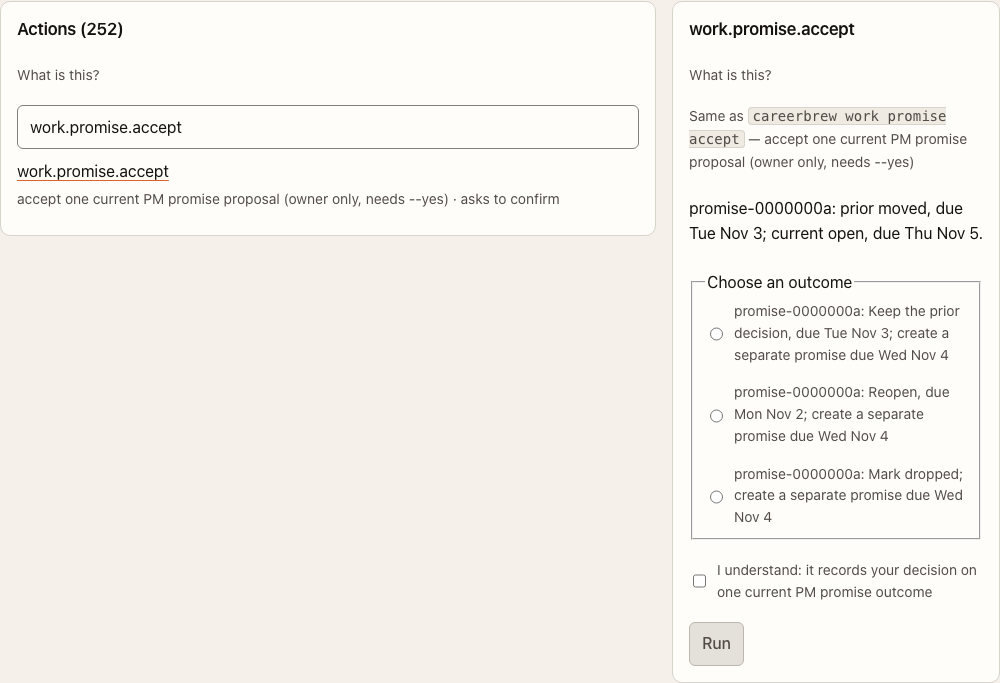 Actions (252)
What is this?
work.promise.accept
work.promise.accept
accept one current PM promise proposal (owner only, needs --yes) · asks to confirm
work.promise.accept
What is this?
Same as careerbrew work promise
accept — accept one current PM promise
proposal (owner only, needs --yes)
promise-0000000a: prior moved, due
Tue Nov 3; current open, due Thu Nov 5.
Choose an outcome
promise-0000000a: Keep the prior
decision, due Tue Nov 3; create a
separate promise due Wed Nov 4
promise-0000000a: Reopen, due
Mon Nov 2; create a separate
promise due Wed Nov 4
promise-0000000a: Mark dropped;
create a separate promise due Wed
Nov 4
I understand: it records your decision on
one current PM promise outcome
Run